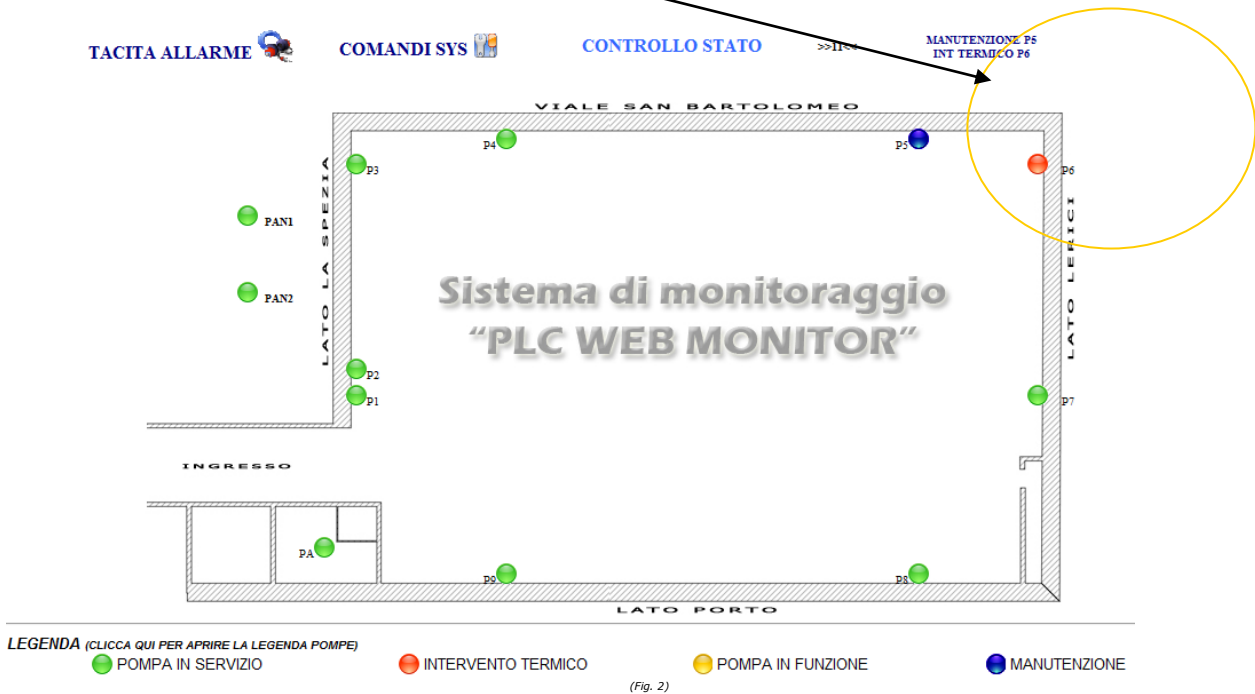 TACITA ALLARME
COMANDI SYS
CONTROLLO STATO
>>11<<
MANUTENZIONE P5
INT TERMICO P6
VIALE SAN BARTOLOMEO
P4
P5
P3
P6
LATO LA SPEZIA
PAN1
LATO LERICI
PAN2
Sistema di monitoraggio
“PLC WEB MONITOR”
P2
P1
P7
INGRESSO
PA
P9
P8
LATO PORTO
LEGENDA (CLICCA QUI PER APRIRE LA LEGENDA POMPE)
POMPA IN SERVIZIO
INTERVENTO TERMICO
POMPA IN FUNZIONE
MANUTENZIONE
(Fig. 2)